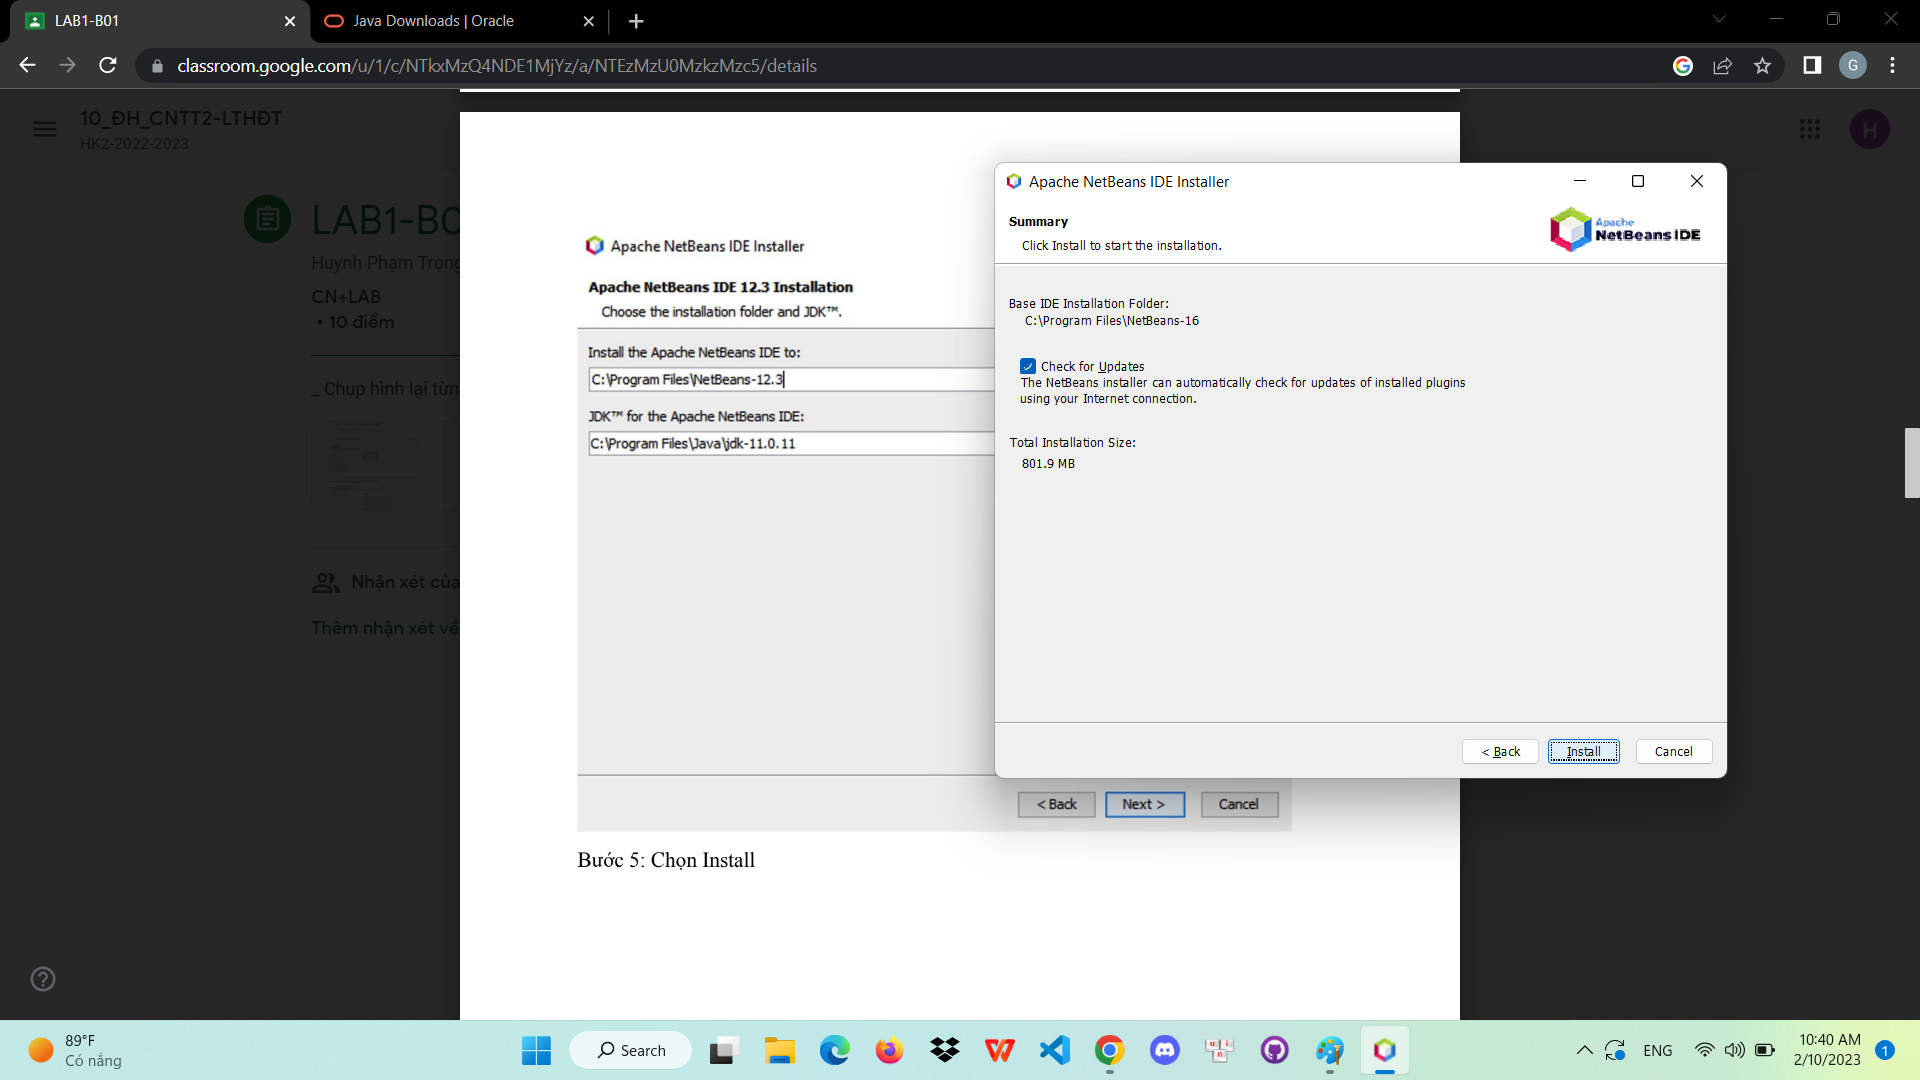 LAB1-B01
Java Downloads | Oracle
classroom.google.com/u/1/c/NTkxMzQ4NDE1MjYz/a/NTEzMzU0MzkzMzc5/details
G
10_ĐH_CNTT2-LTHĐT
HK2-2022-2023
H
LAB1-B0
Huynh Phạm Trọng
CN+LAB
• 10 điểm
_ Chụp hình lại từn
Nhận xét của
Thêm nhận xét về
Apache NetBeans IDE Installer
Apache NetBeans IDE 12.3 Installation
Choose the installation folder and JDK™.
Install the Apache NetBeans IDE to:
C:\Program Files\NetBeans-12.3
JDK™ for the Apache NetBeans IDE:
C:\Program Files\Java\jdk-11.0.11
< Back
Next >
Cancel
Bước 5: Chọn Install
Apache NetBeans IDE Installer
Summary
Click Install to start the installation.
Apache
NetBeans IDE
Base IDE Installation Folder:
C:\Program Files\NetBeans-16
Check for Updates
The NetBeans installer can automatically check for updates of installed plugins
using your Internet connection.
Total Installation Size:
801.9 MB
< Back
Install
Cancel
89°F
Có nắng
Search
ENG
10:40 AM
2/10/2023
1